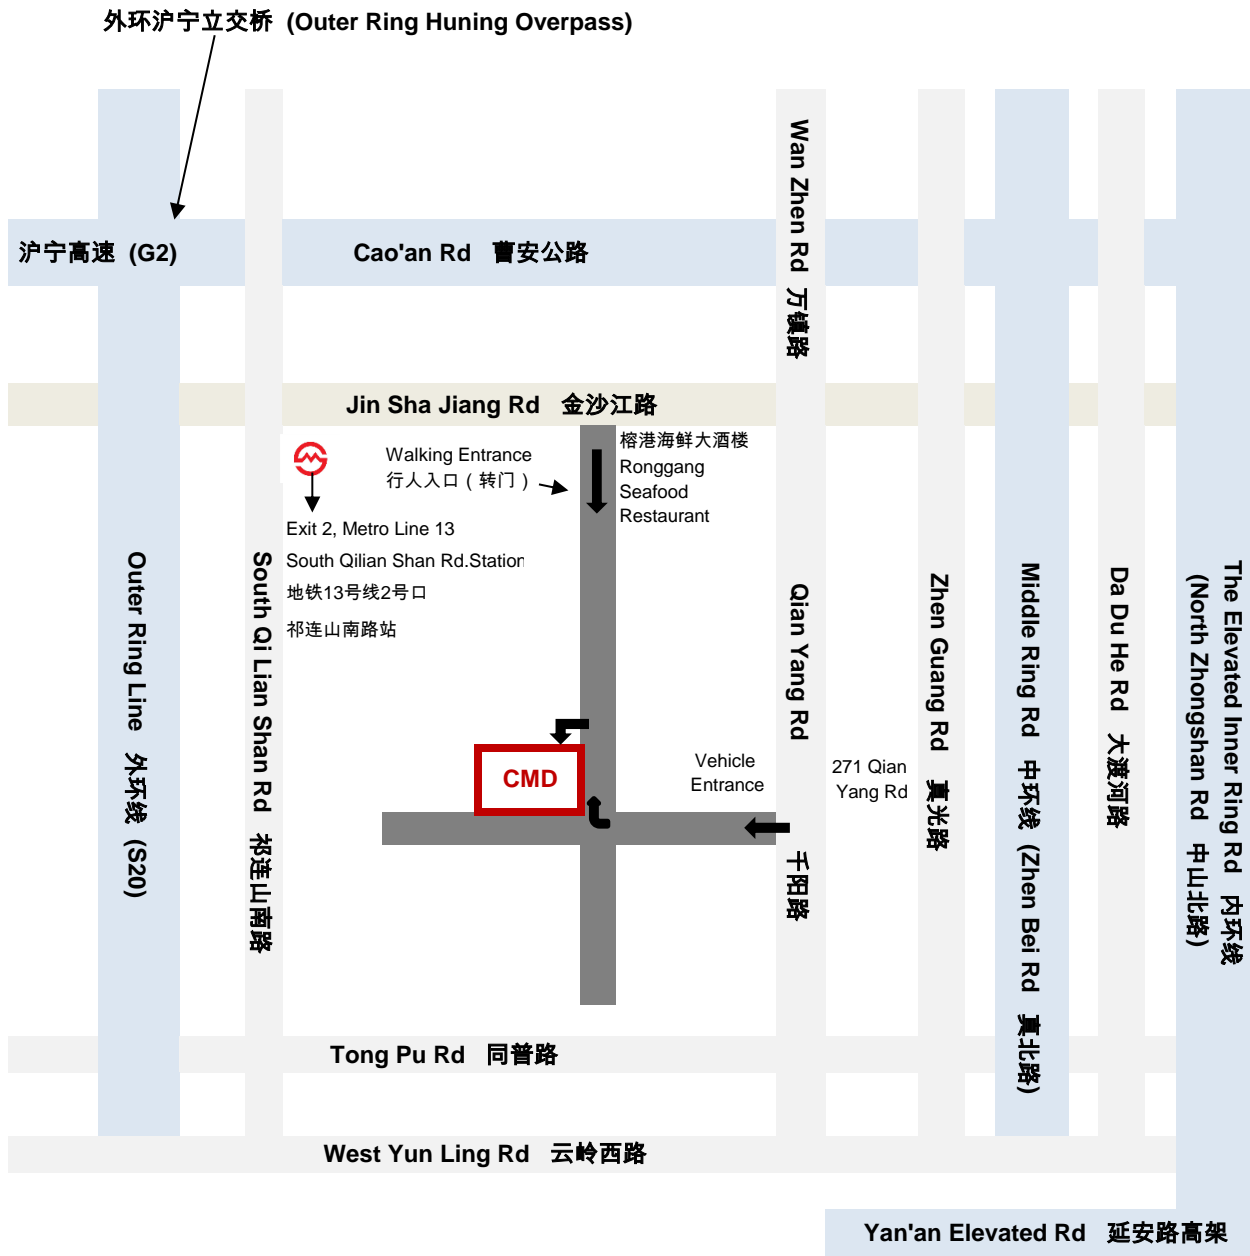 外环沪宁立交桥 (Outer Ring Huning Overpass)
Wan Zhen Rd 万镇路
沪宁高速 (G2)
Cao'an Rd 曹安公路
Jin Sha Jiang Rd 金沙江路
Walking Entrance
行人入口（转门）
榕港海鲜大酒楼
Ronggang
Seafood
Restaurant
Exit 2, Metro Line 13
South Qilian Shan Rd.Station
地铁13号线2号口
祁连山南路站
Outer Ring Line 外环线 (S20)
South Qi Lian Shan Rd 祁连山南路
Qian Yang Rd 千阳路
Zhen Guang Rd 真光路
Middle Ring Rd 中环线 (Zhen Bei Rd 真北路)
Da Du He Rd 大渡河路
The Elevated Inner Ring Rd 内环线
(North Zhongshan Rd 中山北路)
CMD
Vehicle
Entrance
271 Qian
Yang Rd
Tong Pu Rd 同普路
West Yun Ling Rd 云岭西路
Yan'an Elevated Rd 延安路高架